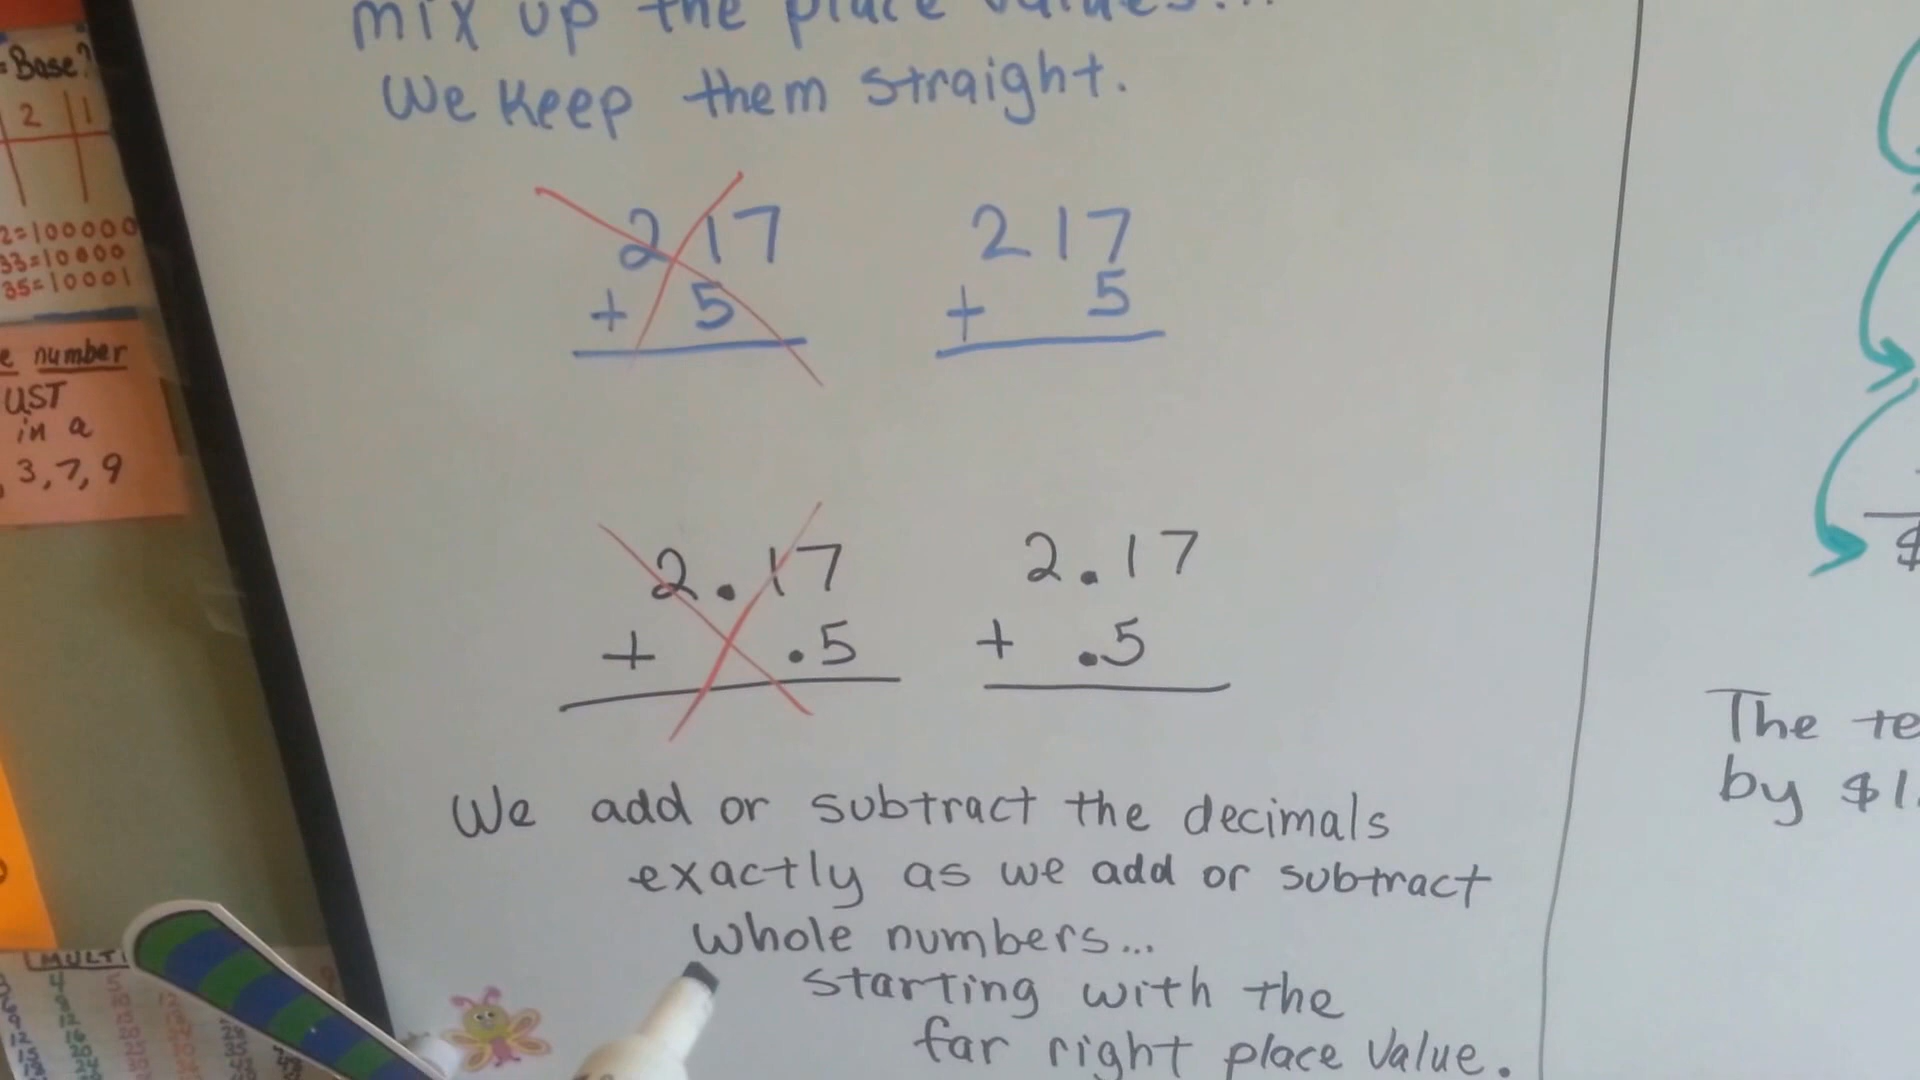 mix up the place values...
We keep them straight.
217
+ 5
217
+ 5
2.17
+ .5
2.17
+ .5
We add or subtract the decimals
exactly as we add or subtract
whole numbers...
starting with the
far right place value.
Base?
2 1
2=100000
33=10000
35=10001
number
in a
3,7,9
MULTI
The
by $1.
$